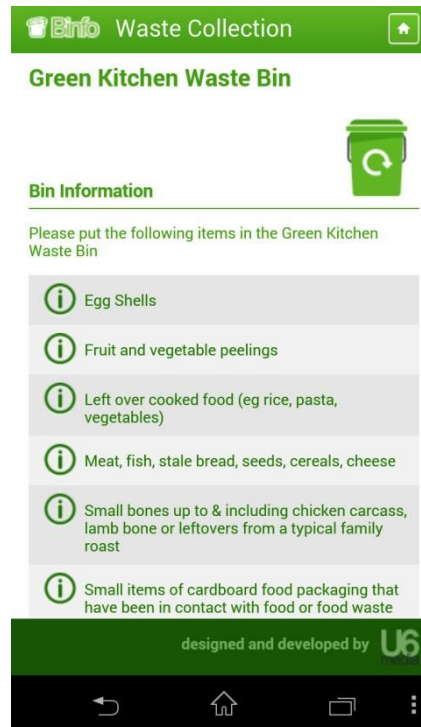 Binfo Waste Collection
Green Kitchen Waste Bin
Bin Information
Please put the following items in the Green Kitchen
Waste Bin
Egg Shells
Fruit and vegetable peelings
Left over cooked food (eg rice, pasta,
vegetables)
Meat, fish, stale bread, seeds, cereals, cheese
Small bones up to & including chicken carcass,
lamb bone or leftovers from a typical family
roast
Small items of cardboard food packaging that
have been in contact with food or food waste
designed and developed by U6
media